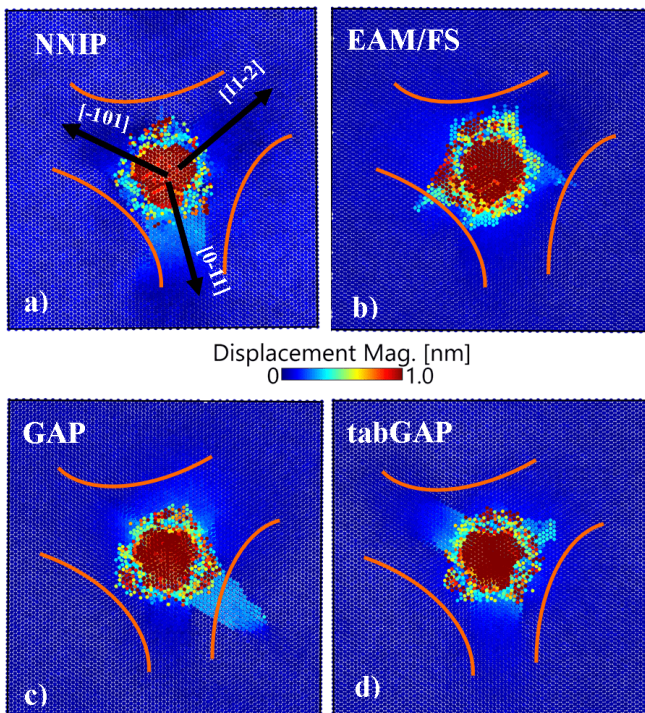 NNIP
[-101]
[11-2]
[0-11]
a)
EAM/FS
b)
Displacement Mag. [nm]
0 1.0
GAP
c)
tabGAP
d)